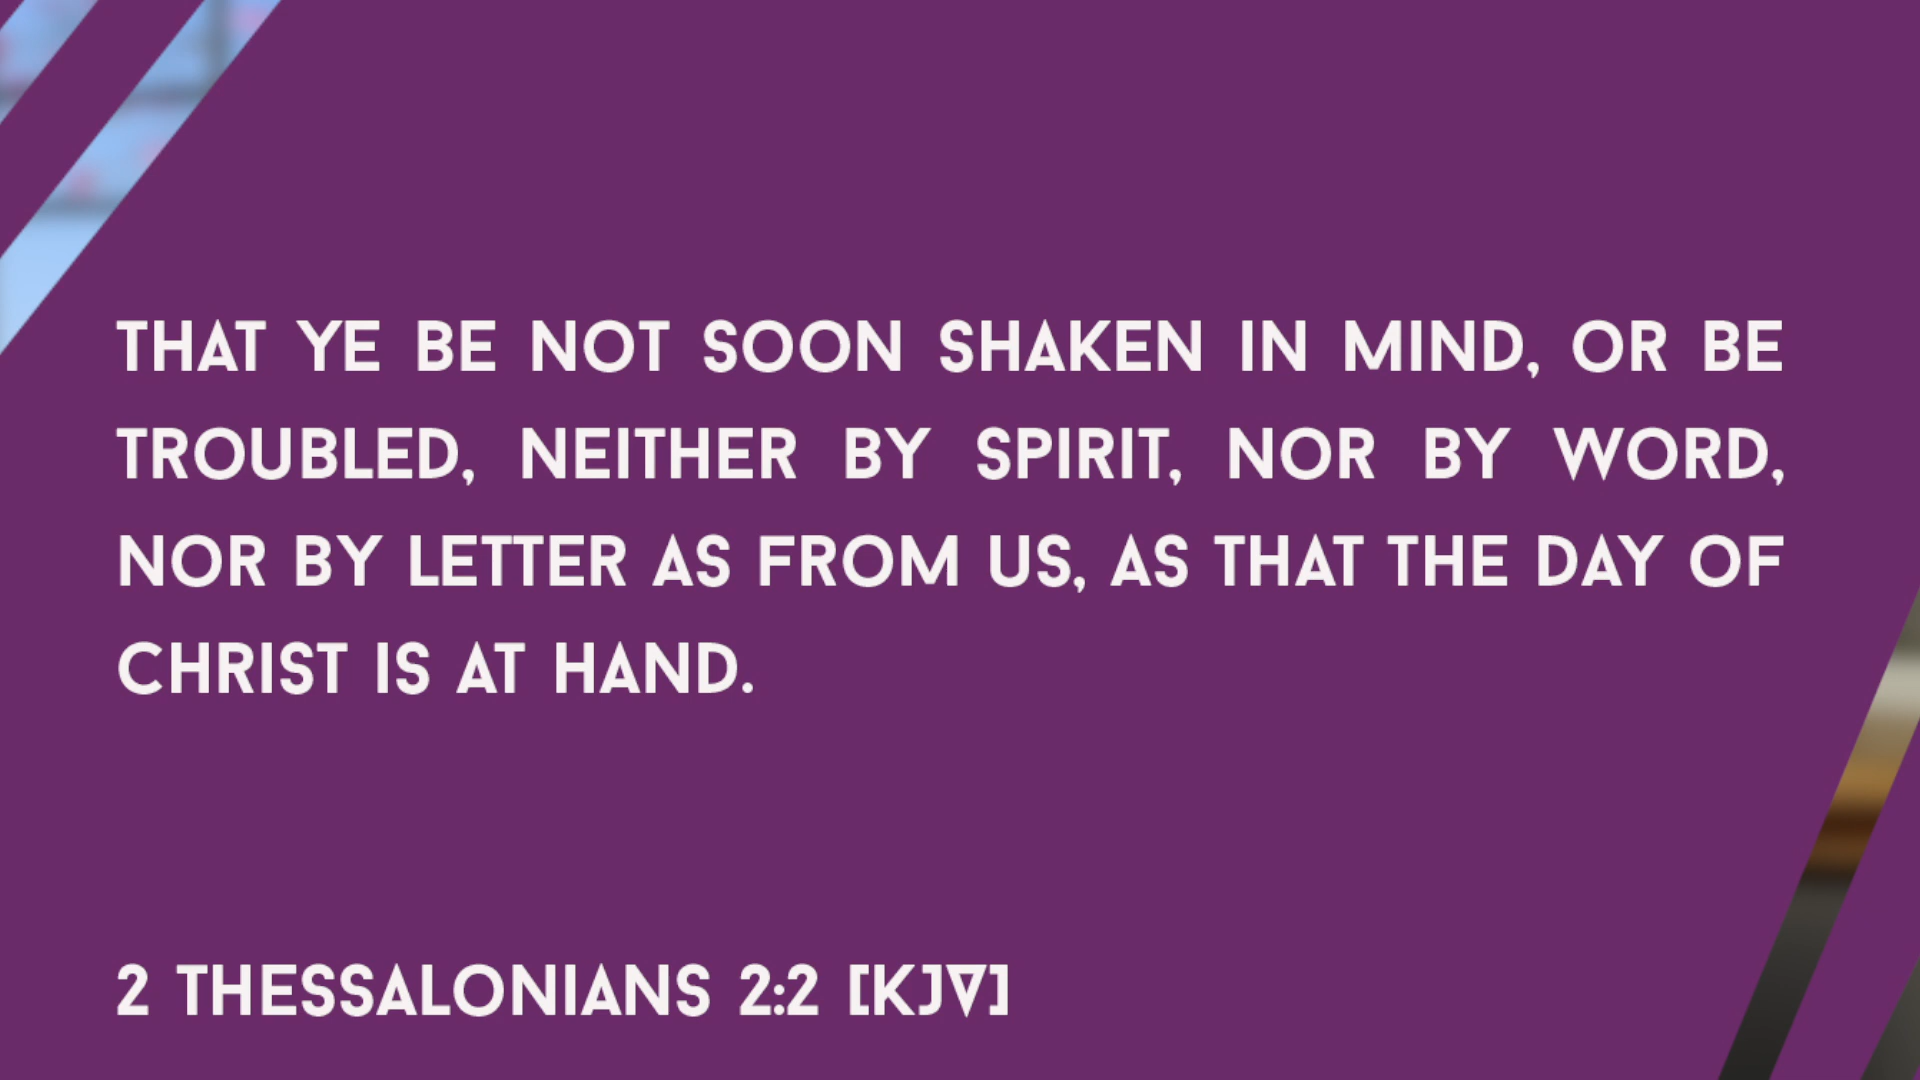 THAT YE BE NOT SOON SHAKEN IN MIND, OR BE
TROUBLED, NEITHER BY SPIRIT, NOR BY WORD,
NOR BY LETTER AS FROM US, AS THAT THE DAY OF
CHRIST IS AT HAND.
2 THESSALONIANS 2:2 [KJV]